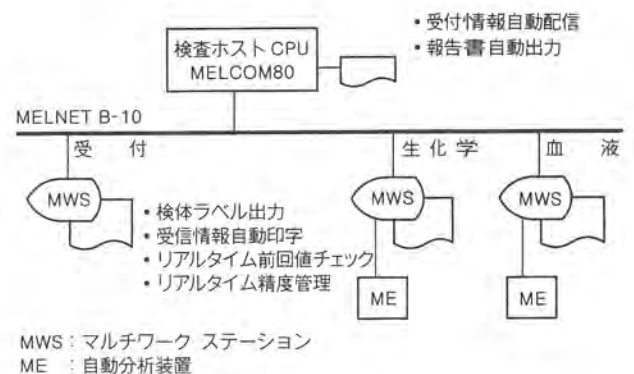 ・受付情報自動配信
・報告書自動出力
検査ホスト CPU
MELCOM80
MELNET B-10
受　付
生 化 学
血　液
MWS
MWS
MWS
・検体ラベル出力
・受信情報自動印字
・リアルタイム前回値チェック
・リアルタイム精度管理
ME
ME
MWS：マルチワーク ステーション
ME　：自動分析装置